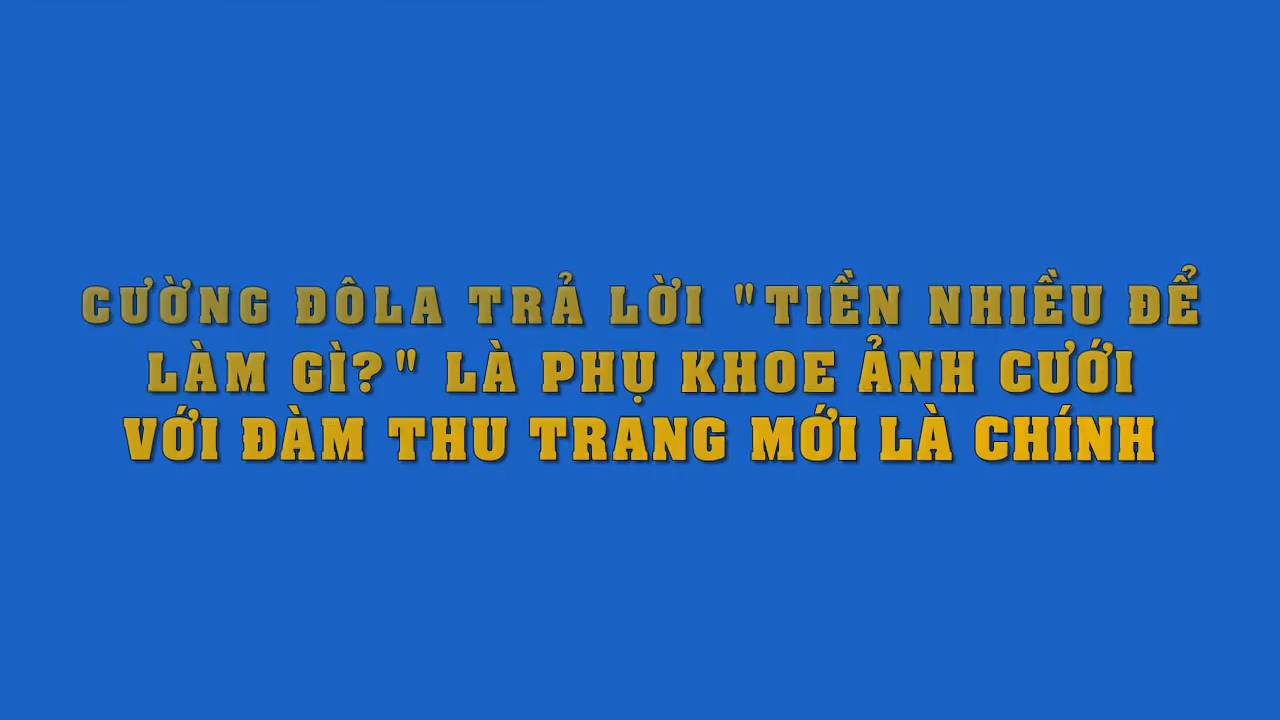 CƯỜNG ĐÔLA TRẢ LỜI "TIỀN NHIỀU ĐỂ
LÀM GÌ?" LÀ PHỤ KHOE ẢNH CƯỚI
VỚI ĐÀM THU TRANG MỚI LÀ CHÍNH